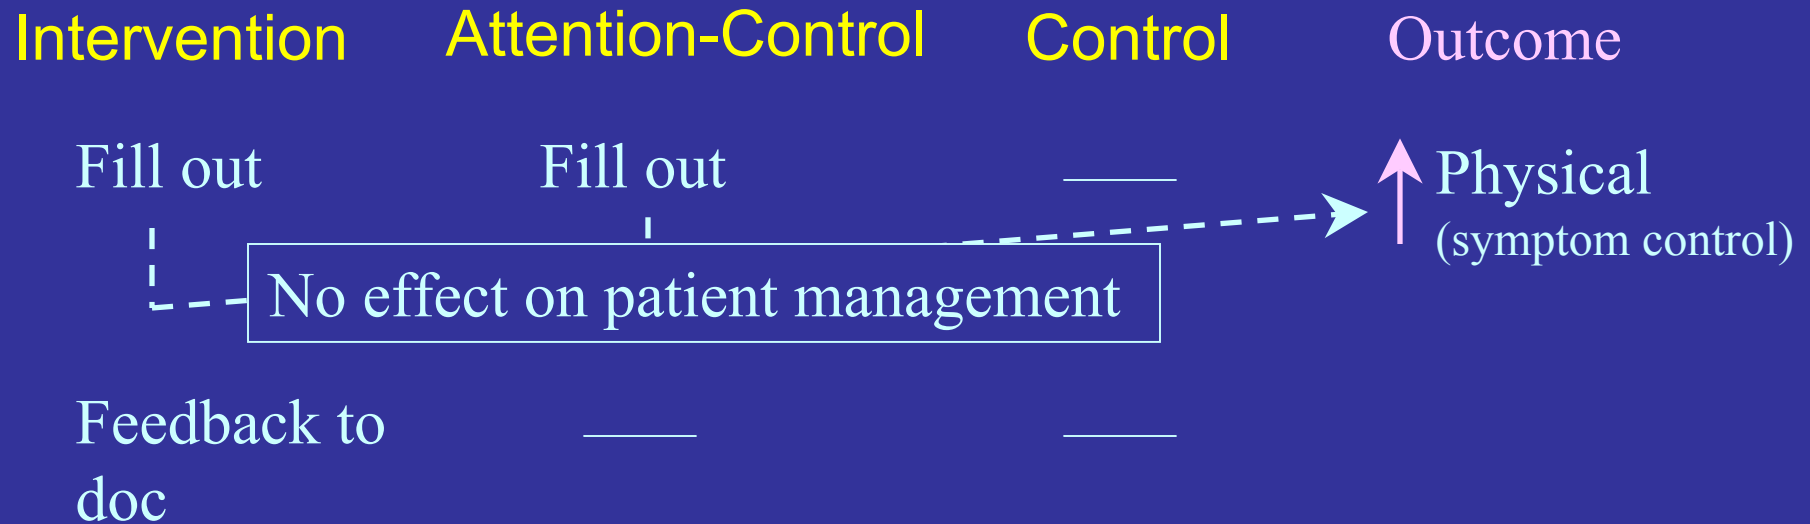 Intervention Attention-Control Control Outcome
Fill out Fill out Physical
(symptom control)
No effect on patient management
Feedback to
doc